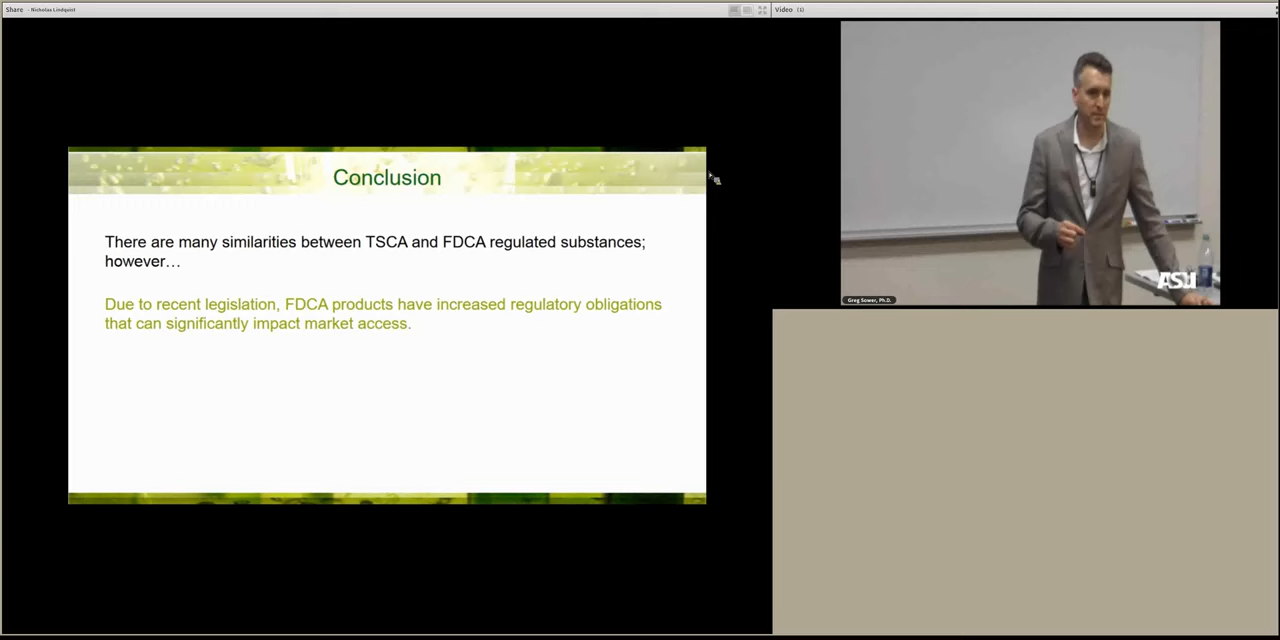 Share - Nicholas Lindquist
Video (1)
Conclusion
There are many similarities between TSCA and FDCA regulated substances;
however…
Due to recent legislation, FDCA products have increased regulatory obligations
that can significantly impact market access.
ASU
Greg Sower, Ph.D.